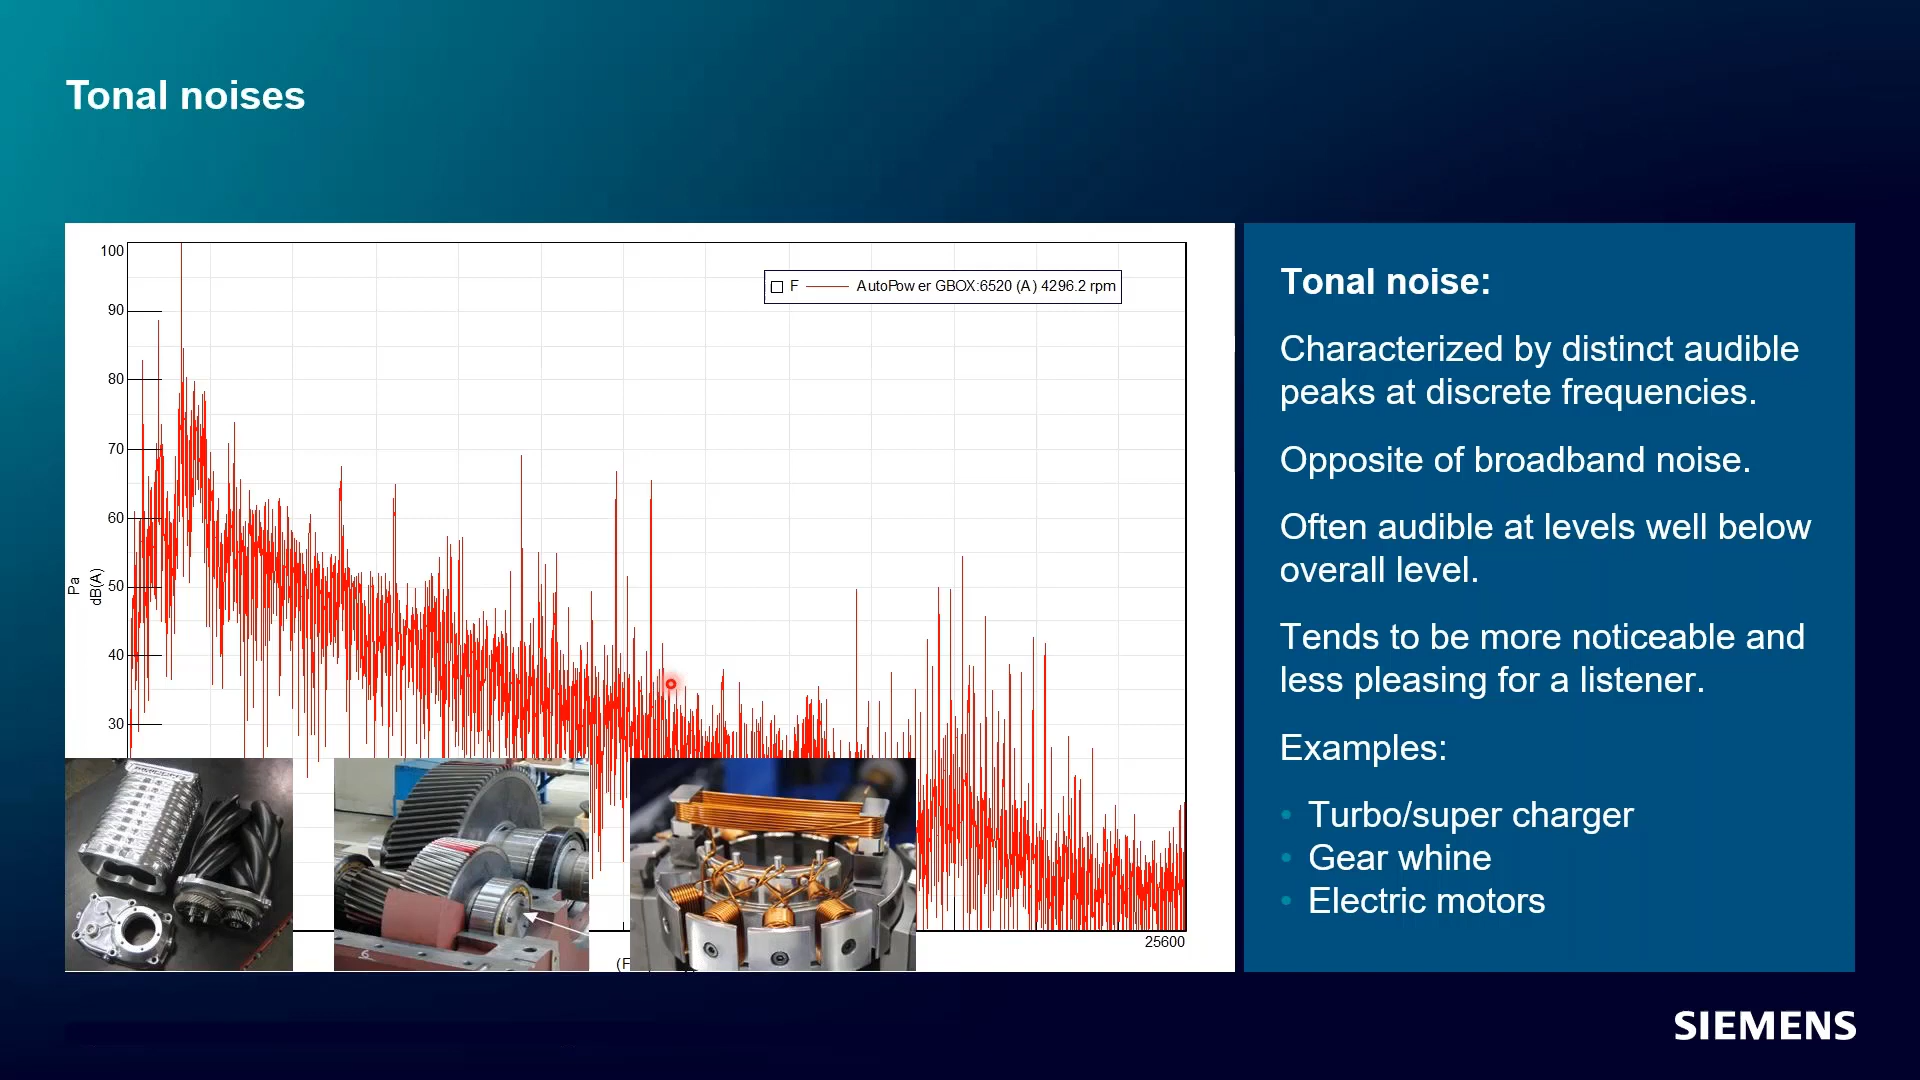 Tonal noises
100
90
80
70
60
50
40
30
Pa
dB(A)
F AutoPower GBOX:6520 (A) 4296.2 rpm
25600
(F
Tonal noise:
Characterized by distinct audible
peaks at discrete frequencies.
Opposite of broadband noise.
Often audible at levels well below
overall level.
Tends to be more noticeable and
less pleasing for a listener.
Examples:
• Turbo/super charger
• Gear whine
• Electric motors
SIEMENS